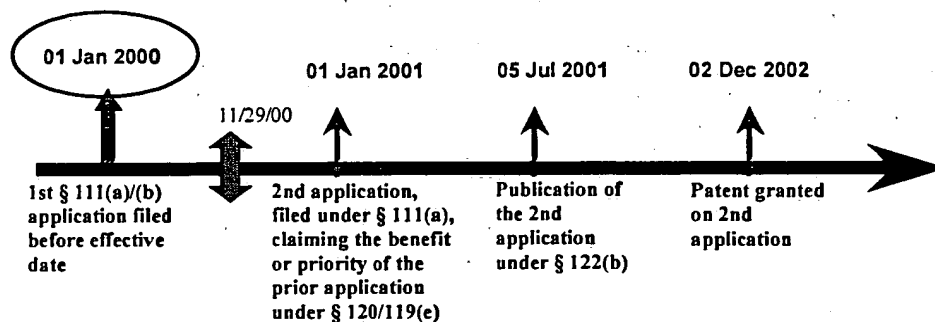 01 Jan 2000
01 Jan 2001
05 Jul 2001
02 Dec 2002
11/29/00
1st § 111(a)/(b)
application filed
before effective
date
2nd application,
filed under § 111(a),
claiming the benefit
or priority of the
prior application
under § 120/119(e)
Publication of
the 2nd
application
under § 122(b)
Patent granted
on 2nd
application